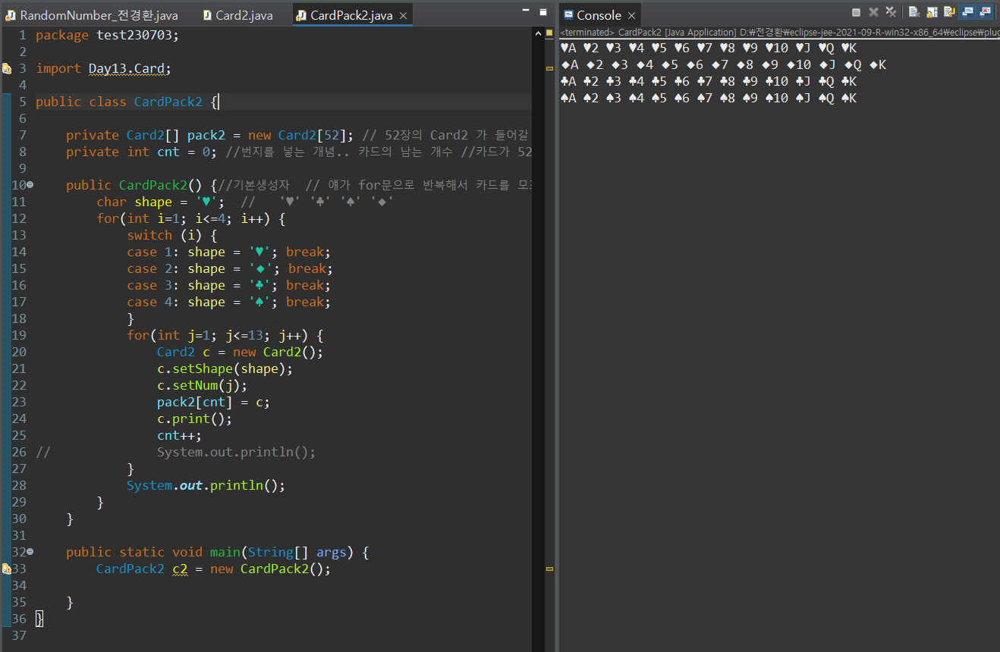 RandomNumber_전경환.java Card2.java CardPack2.java
1 package test230703;
2
3 import Day13.Card;
4
5 public class CardPack2 {
6
7 private Card2[] pack2 = new Card2[52]; // 52장의 Card2 가 들어갈
8 private int cnt = 0; //번지를 넣는 개념.. 카드의 남는 개수 //카드가 52
9
10 public CardPack2() {//기본생성자 // 얘가 for문으로 반복해서 카드를
11 char shape = '♥'; // '♥' '♣' '♠' '◆'
12 for(int i=1; i<=4; i++) {
13 switch (i) {
14 case 1: shape = '♥'; break;
15 case 2: shape = '◆'; break;
16 case 3: shape = '♣'; break;
17 case 4: shape = '♠'; break;
18 }
19 for(int j=1; j<=13; j++) {
20 Card2 c = new Card2();
21 c.setShape(shape);
22 c.setNum(j);
23 pack2[cnt] = c;
24 c.print();
25 cnt++;
26 // System.out.println();
27 }
28 System.out.println();
29 }
30 }
31
32 public static void main(String[] args) {
33 CardPack2 c2 = new CardPack2();
34
35 }
36 }
37
Console
<terminated> CardPack2 [Java Application] D:₩전경환₩eclipse-jee-2021-09-R-win32-x86_64₩eclipse₩plug
♥A ♥2 ♥3 ♥4 ♥5 ♥6 ♥7 ♥8 ♥9 ♥10 ♥J ♥Q ♥K
◆A ◆2 ◆3 ◆4 ◆5 ◆6 ◆7 ◆8 ◆9 ◆10 ◆J ◆Q ◆K
♣A ♣2 ♣3 ♣4 ♣5 ♣6 ♣7 ♣8 ♣9 ♣10 ♣J ♣Q ♣K
♠A ♠2 ♠3 ♠4 ♠5 ♠6 ♠7 ♠8 ♠9 ♠10 ♠J ♠Q ♠K